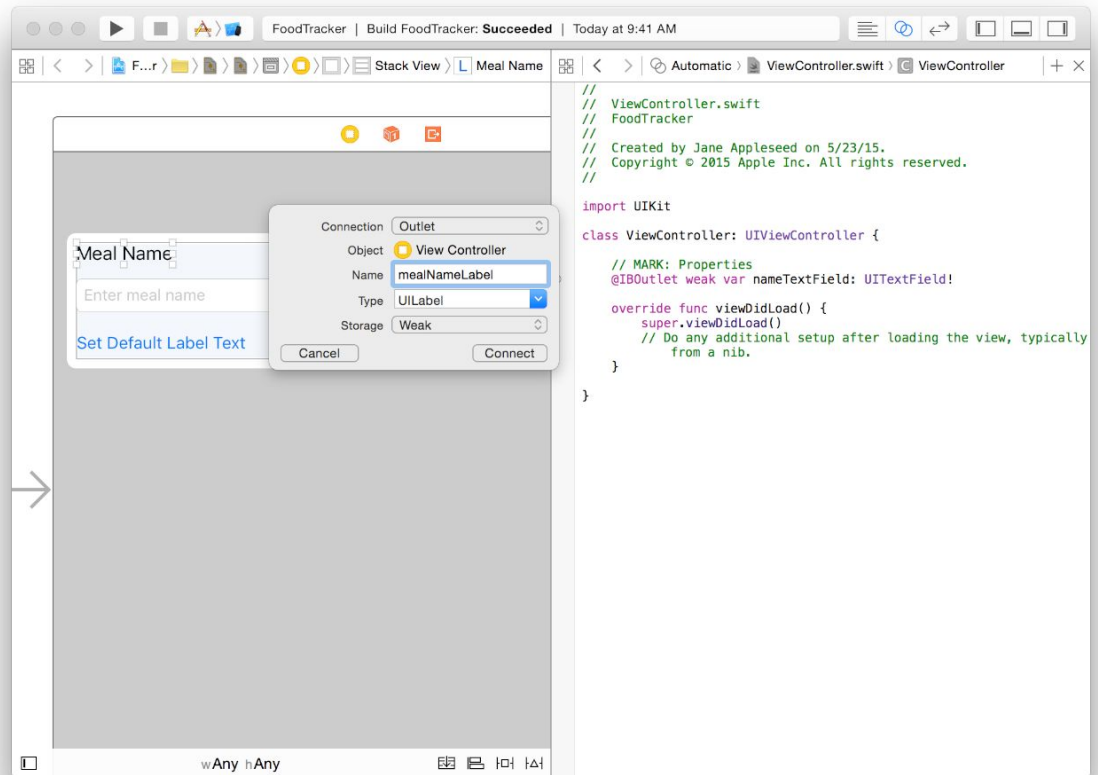 FoodTracker | Build FoodTracker: Succeeded | Today at 9:41 AM
F...r Stack View L Meal Name
Automatic ViewController.swift C ViewController
Meal Name
Enter meal name
Set Default Label Text
Connection Outlet
Object View Controller
Name mealNameLabel
Type UILabel
Storage Weak
Cancel Connect
wAny hAny
//
// ViewController.swift
// FoodTracker
//
// Created by Jane Appleseed on 5/23/15.
// Copyright © 2015 Apple Inc. All rights reserved.
//
import UIKit
class ViewController: UIViewController {
// MARK: Properties
@IBOutlet weak var nameTextField: UITextField!
override func viewDidLoad() {
super.viewDidLoad()
// Do any additional setup after loading the view, typically
from a nib.
}
}